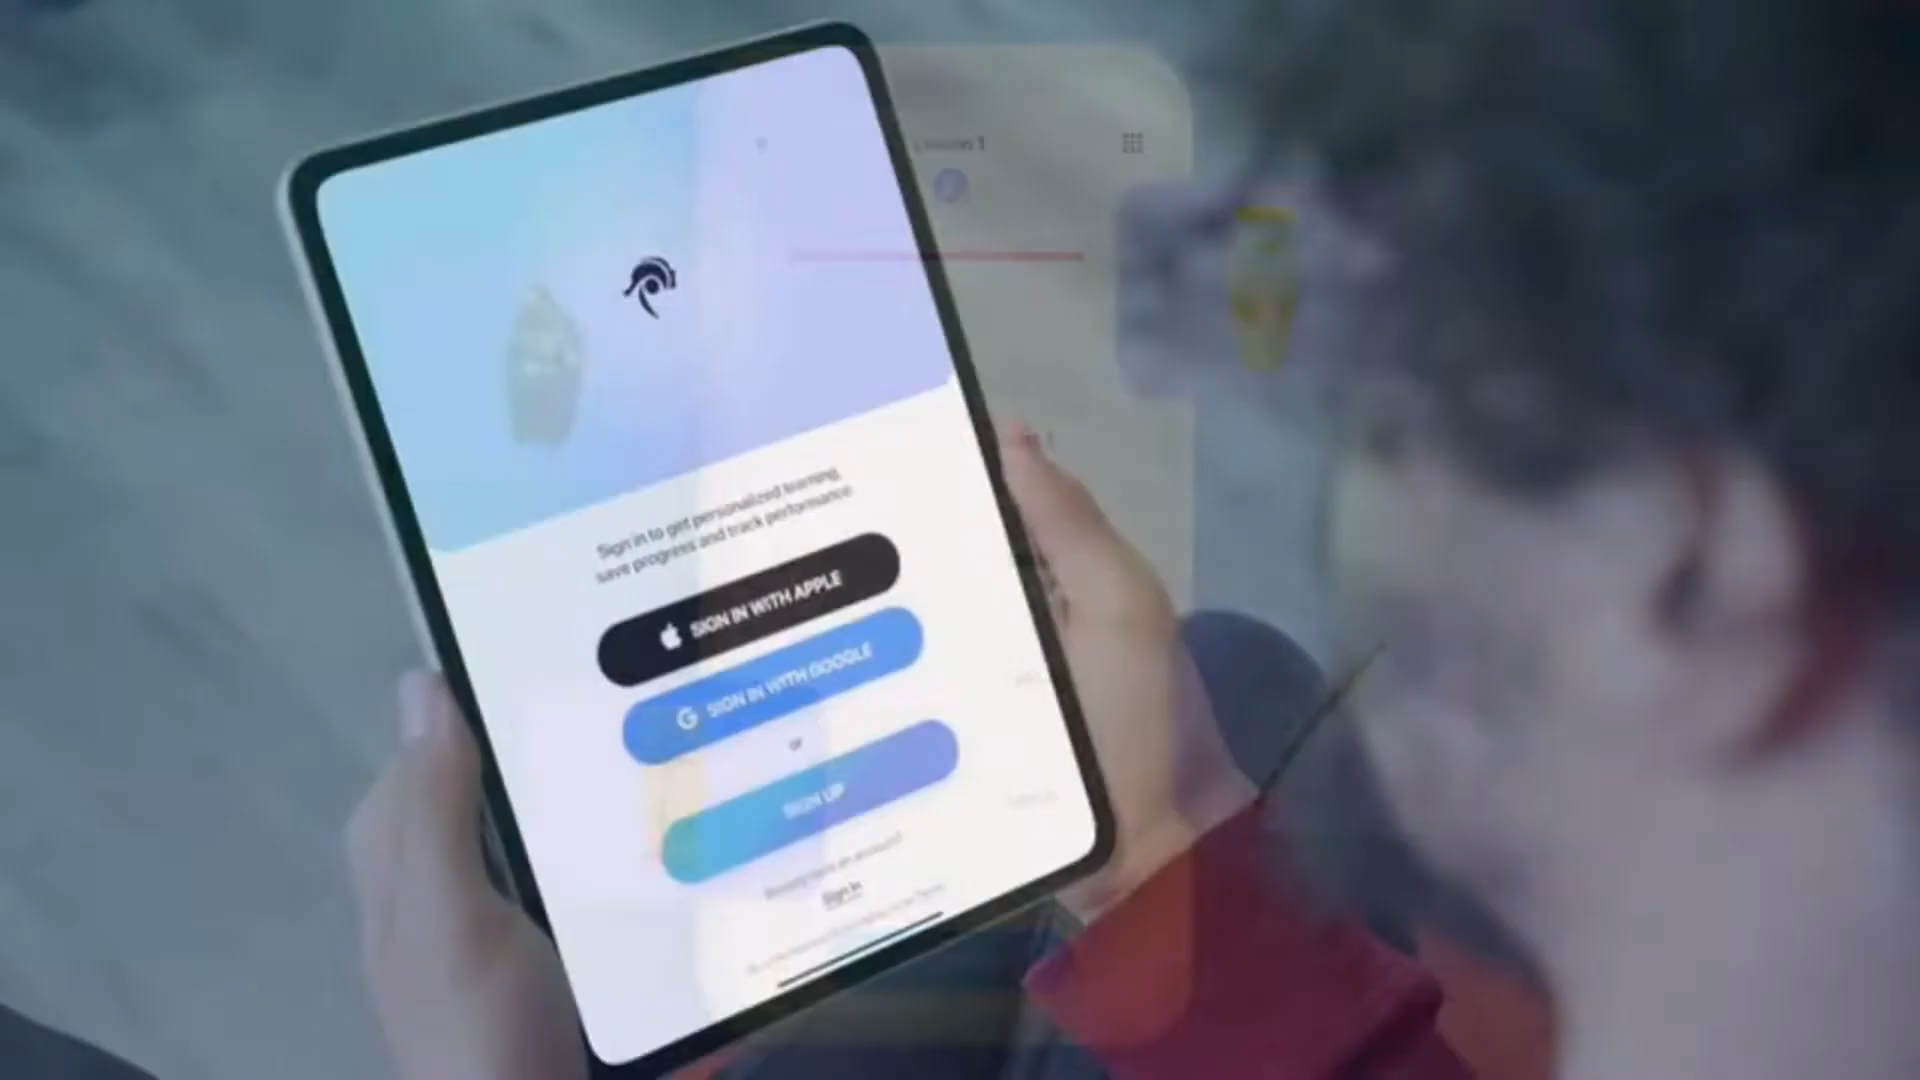 1
Sign in to get personalized learning,
save progress and track performance
SIGN IN WITH APPLE
G SIGN IN WITH GOOGLE
or
SIGN UP
Already have an account?
Sign In